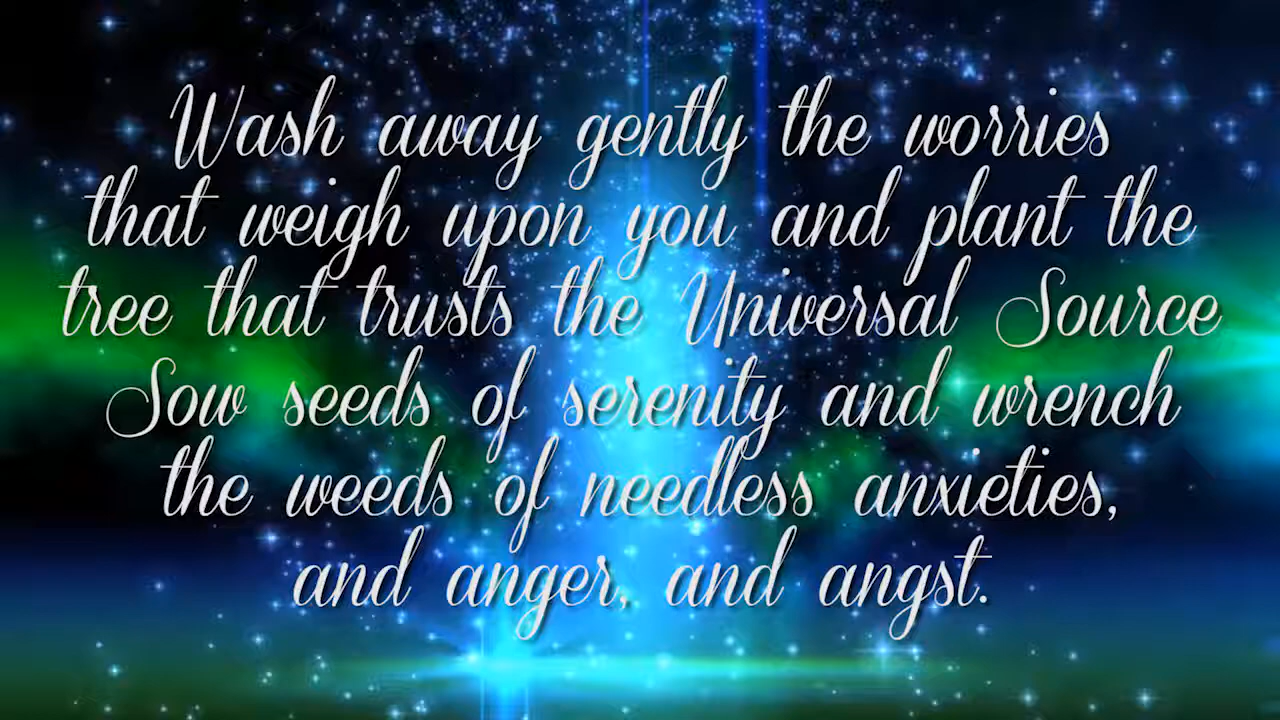 Wash away gently the worries
that weigh upon you and plant the
tree that trusts the Universal Source
Sow seeds of serenity and wrench
the weeds of needless anxieties,
and anger, and angst.